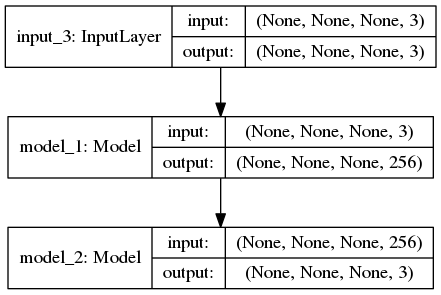 input_3: InputLayer
input: (None, None, None, 3)
output: (None, None, None, 3)
model_1: Model
input: (None, None, None, 3)
output: (None, None, None, 256)
model_2: Model
input: (None, None, None, 256)
output: (None, None, None, 3)